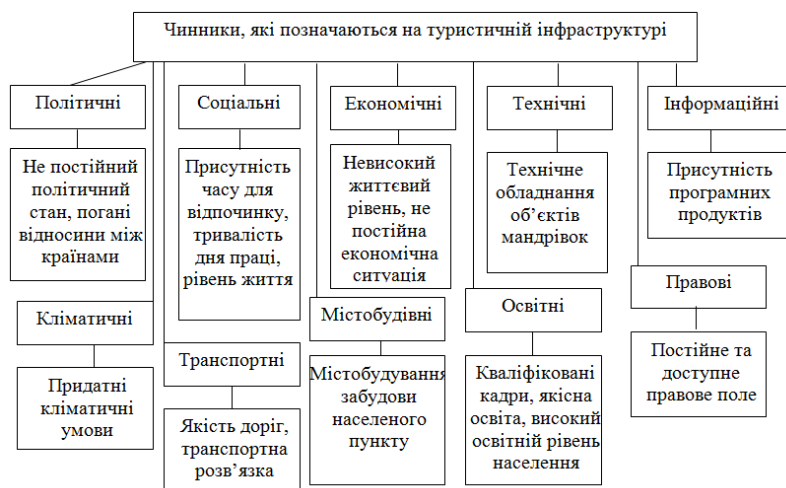 Чинники, які позначаються на туристичній інфраструктурі
Політичні
Соціальні
Економічні
Технічні
Інформаційні
Не постійний
політичний
стан, погані
відносини між
країнами
Присутність
часу для
відпочинку,
тривалість
дня праці,
рівень життя
Невисокий
життєвий
рівень, не
постійна
економічна
ситуація
Технічне
обладнання
об’єктів
мандрівок
Присутність
програмних
продуктів
Кліматичні
Транспортні
Містобудівні
Освітні
Правові
Придатні
кліматичні
умови
Якість доріг,
транспортна
розв’язка
Містобудування
забудови
населеного
пункту
Кваліфіковані
кадри, якісна
освіта, високий
освітній рівень
населення
Постійне та
доступне
правове поле